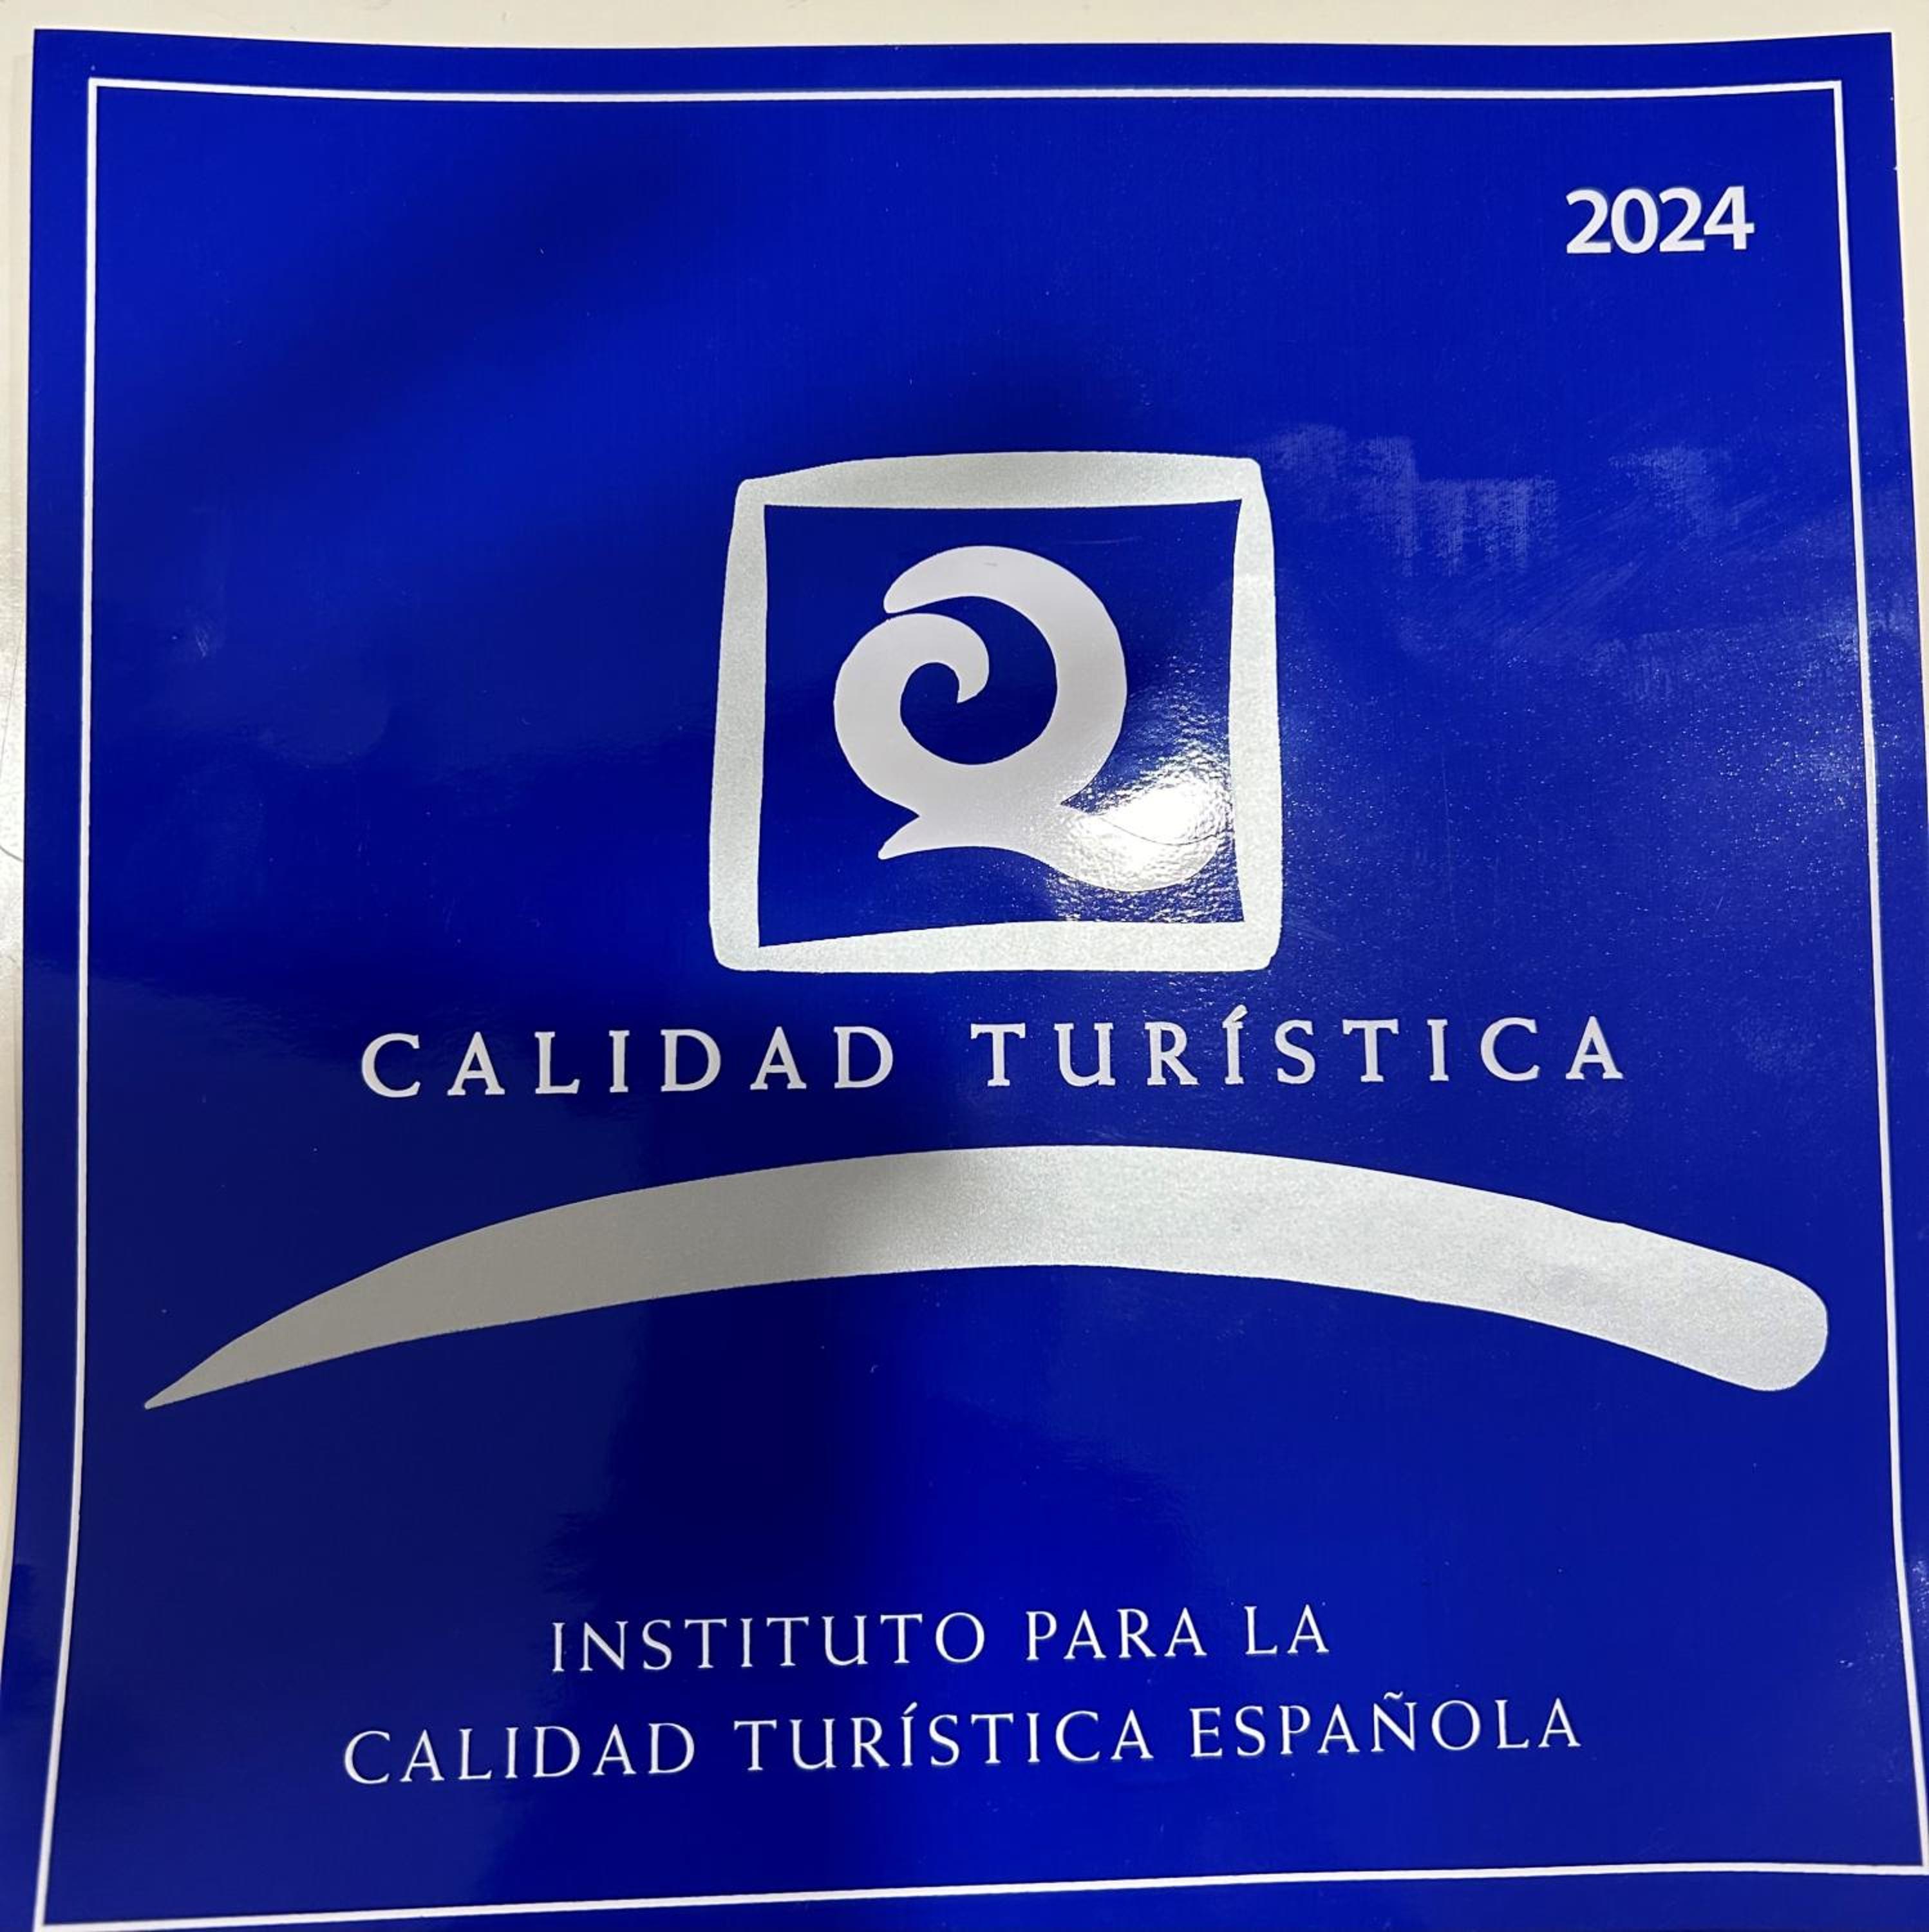 2024
Q
CALIDAD TURÍSTICA
INSTITUTO PARA LA
CALIDAD TURÍSTICA ESPAÑOLA